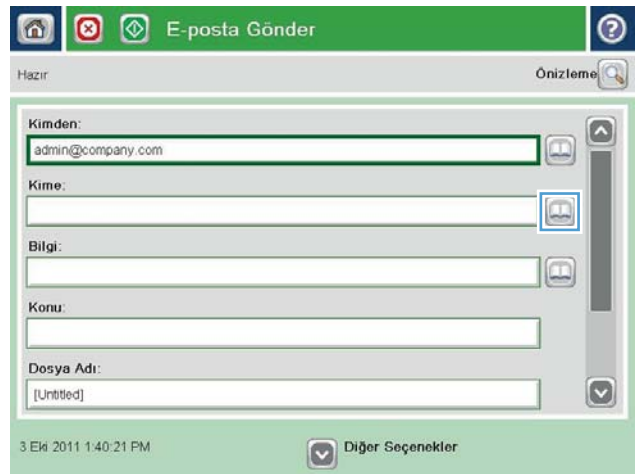 E-posta Gönder
Hazır
Önizleme
Kimden:
admin@company.com
Kime:
Bilgi:
Konu:
Dosya Adı:
[Untitled]
3 Eki 2011 1:40:21 PM
Diğer Seçenekler